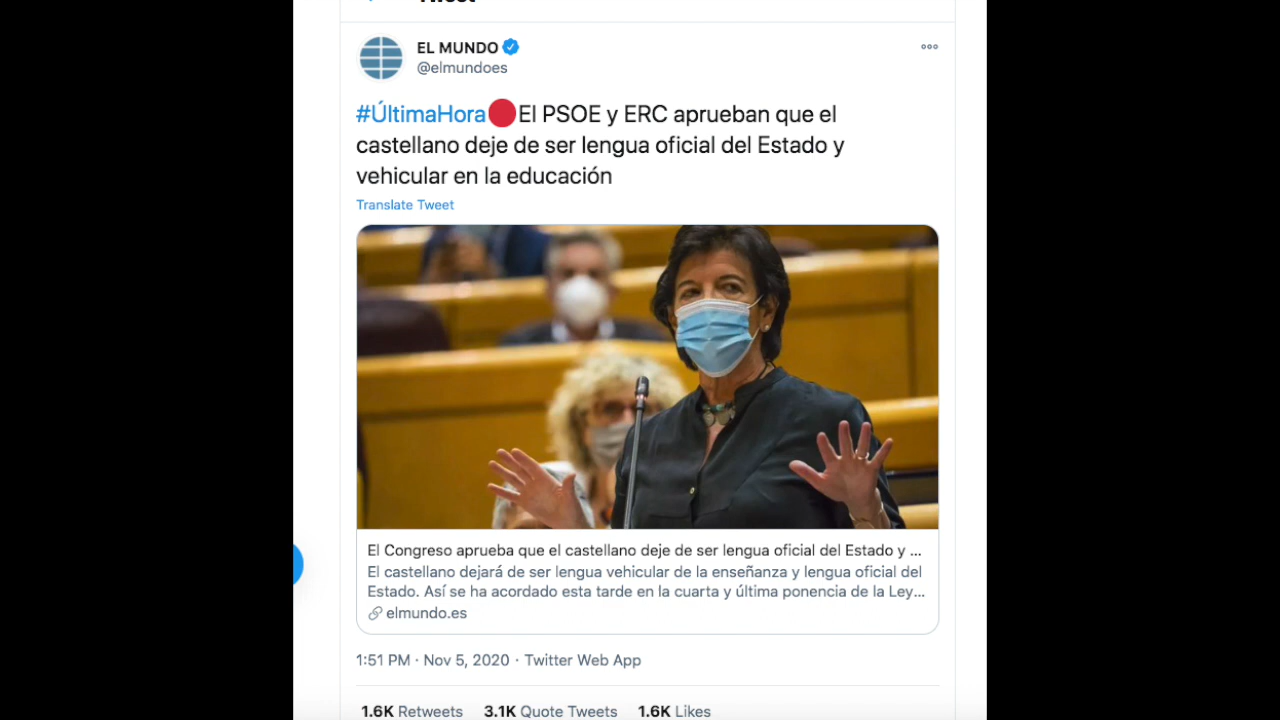 EL MUNDO
@elmundoes
#ÚltimaHora🔴El PSOE y ERC aprueban que el
castellano deje de ser lengua oficial del Estado y
vehicular en la educación
Translate Tweet
El Congreso aprueba que el castellano deje de ser lengua oficial del Estado y ...
El castellano dejará de ser lengua vehicular de la enseñanza y lengua oficial del
Estado. Así se ha acordado esta tarde en la cuarta y última ponencia de la Ley...
elmundo.es
1:51 PM · Nov 5, 2020 · Twitter Web App
1.6K Retweets 3.1K Quote Tweets 1.6K Likes